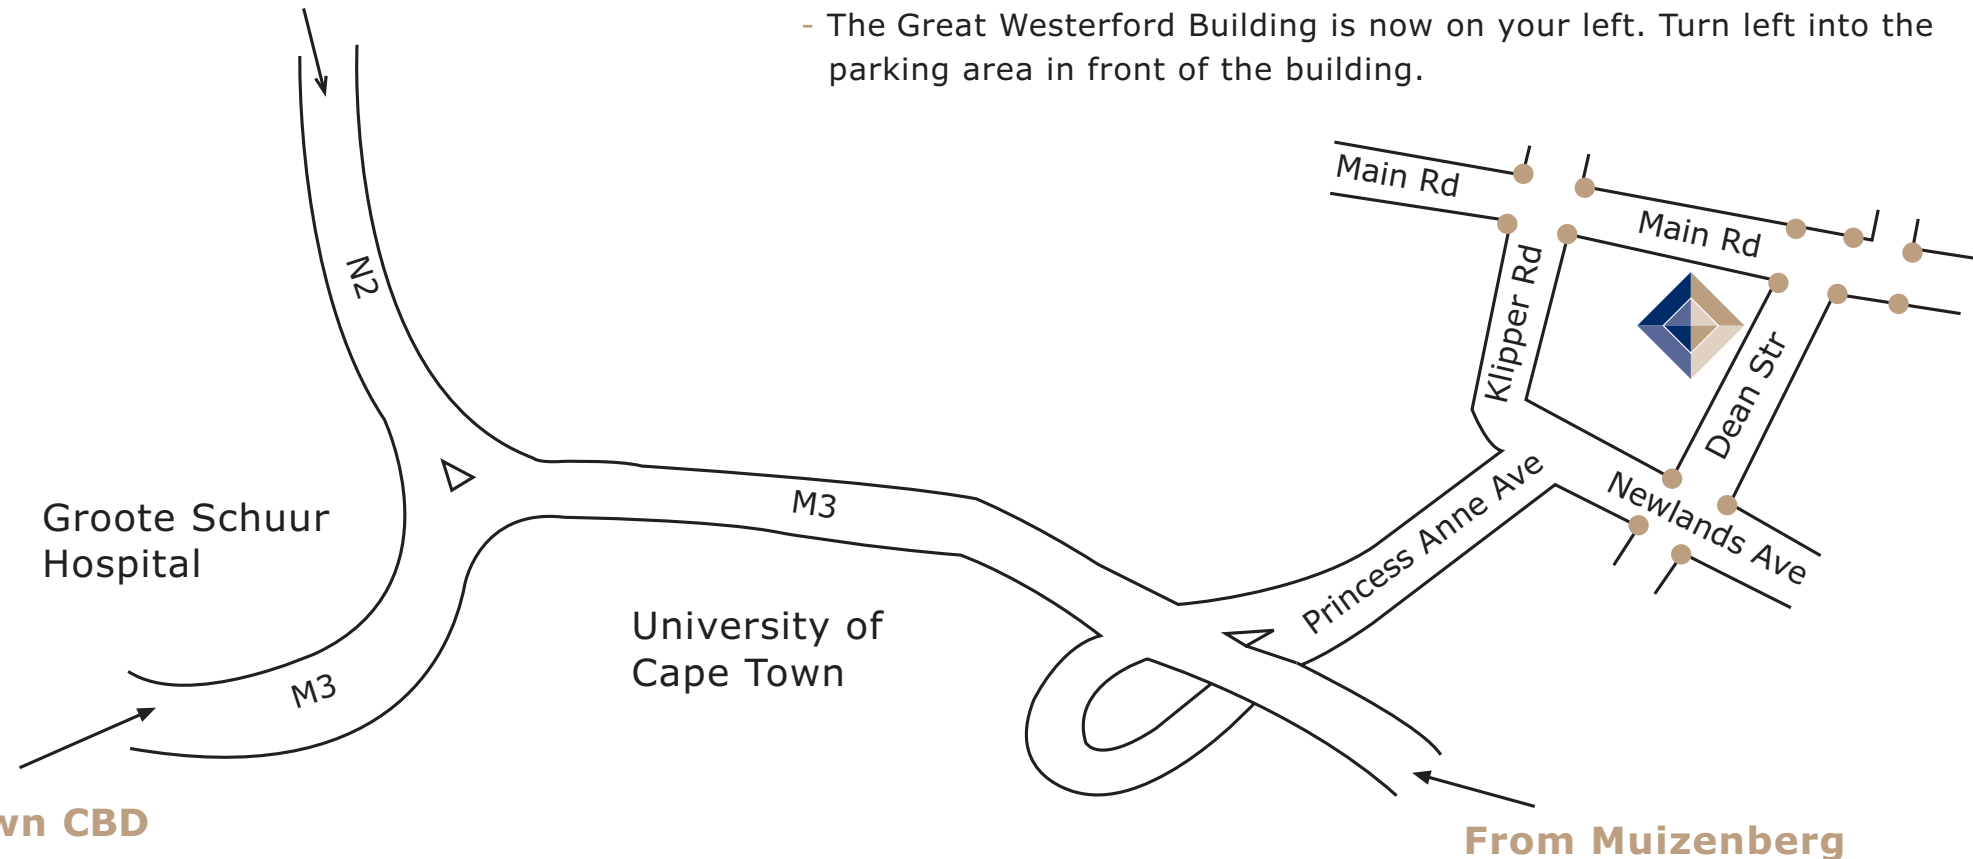 - The Great Westerford Building is now on your left. Turn left into the
parking area in front of the building.
Main Rd
Main Rd
N2
Klipper Rd
Dean Str
M3
Groote Schuur
Hospital
Princess Anne Ave
Newlands Ave
University of
Cape Town
M3
wn CBD
From Muizenberg